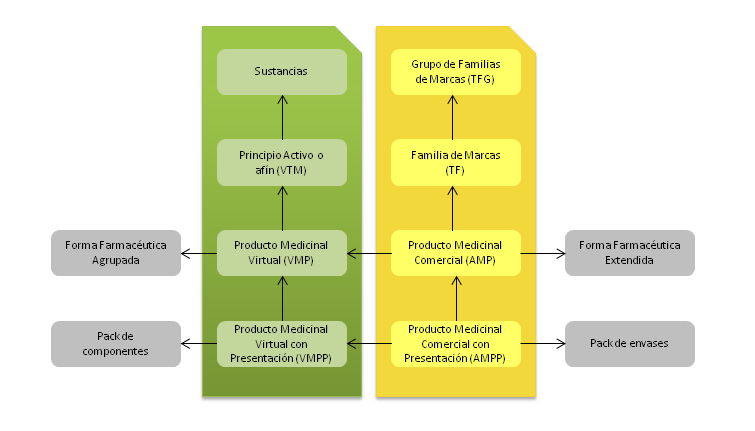 Sustancias
Grupo de Familias
de Marcas (TFG)
Principio Activo o
afín (VTM)
Familia de Marcas
(TF)
Forma Farmacéutica
Agrupada
Producto Medicinal
Virtual (VMP)
Producto Medicinal
Comercial (AMP)
Forma Farmacéutica
Extendida
Pack de
componentes
Producto Medicinal
Virtual con
Presentación (VMPP)
Producto Medicinal
Comercial con
Presentación (AMPP)
Pack de envases